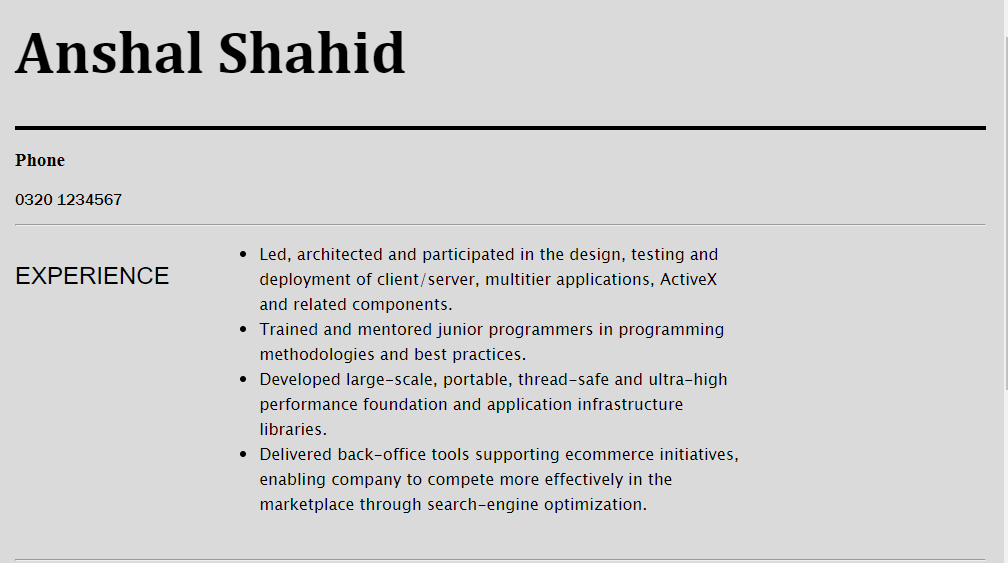 Anshal Shahid
Phone
0320 1234567
EXPERIENCE
• Led, architected and participated in the design, testing and
deployment of client/server, multitier applications, ActiveX
and related components.
• Trained and mentored junior programmers in programming
methodologies and best practices.
• Developed large-scale, portable, thread-safe and ultra-high
performance foundation and application infrastructure
libraries.
• Delivered back-office tools supporting ecommerce initiatives,
enabling company to compete more effectively in the
marketplace through search-engine optimization.